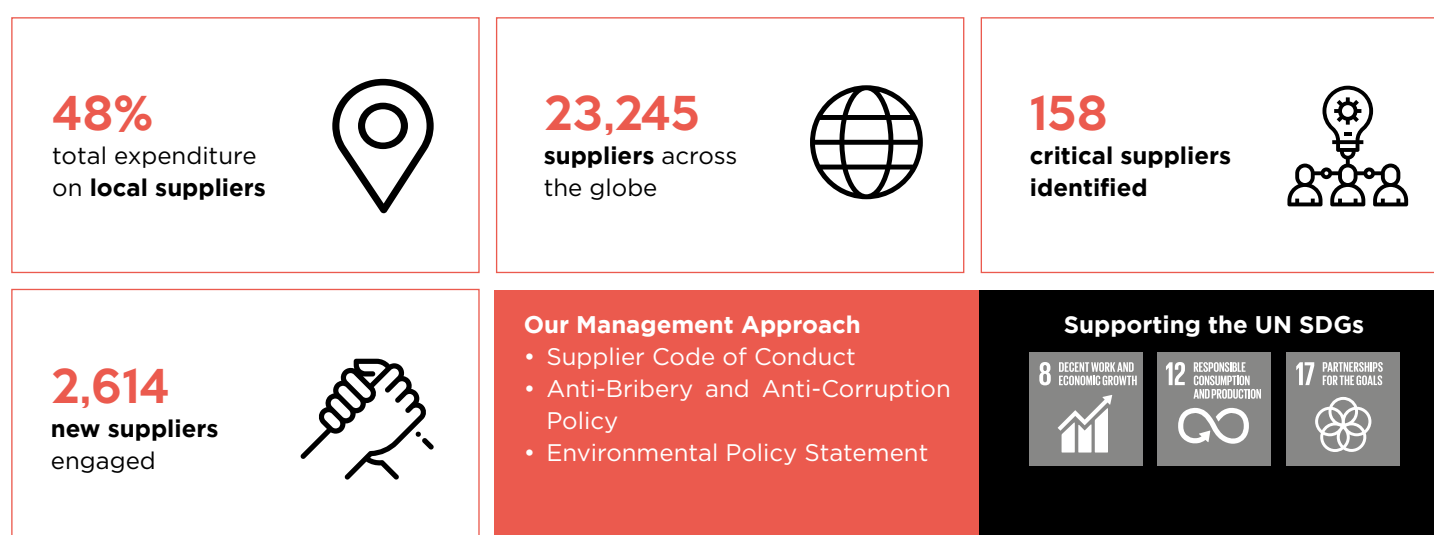 48%
total expenditure
on local suppliers
23,245
suppliers across
the globe
158
critical suppliers
identified
2,614
new suppliers
engaged
Our Management Approach
• Supplier Code of Conduct
• Anti-Bribery and Anti-Corruption
Policy
• Environmental Policy Statement
Supporting the UN SDGs
8 DECENT WORK AND
ECONOMIC GROWTH
12 RESPONSIBLE
CONSUMPTION
AND PRODUCTION
17 PARTNERSHIPS
FOR THE GOALS